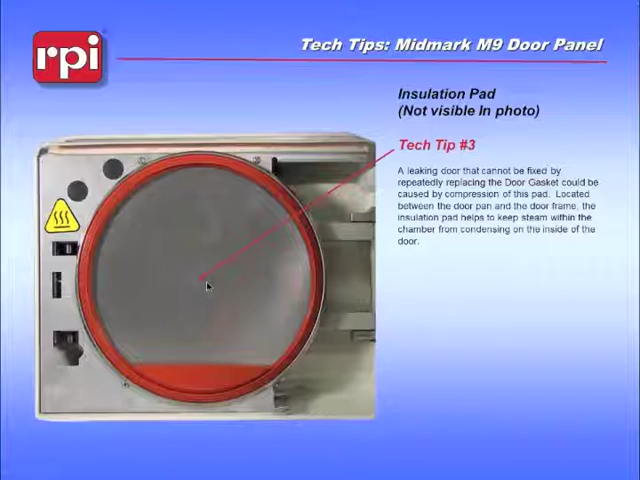 rpi
Tech Tips: Midmark M9 Door Panel
Insulation Pad
(Not visible In photo)
Tech Tip #3
A leaking door that cannot be fixed by
repeatedly replacing the Door Gasket could be
caused by compression of this pad. Located
between the door pan and the door frame, the
insulation pad helps to keep steam within the
chamber from condensing on the inside of the
door.